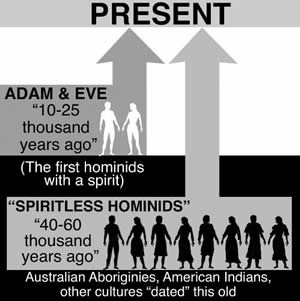 PRESENT
ADAM & EVE
“10-25
thousand
years ago”
(The first hominids
with a spirit)
“SPIRITLESS HOMINIDS”
“40-60
thousand
years ago”
Australian Aboriginies, American Indians,
other cultures “dated” this old